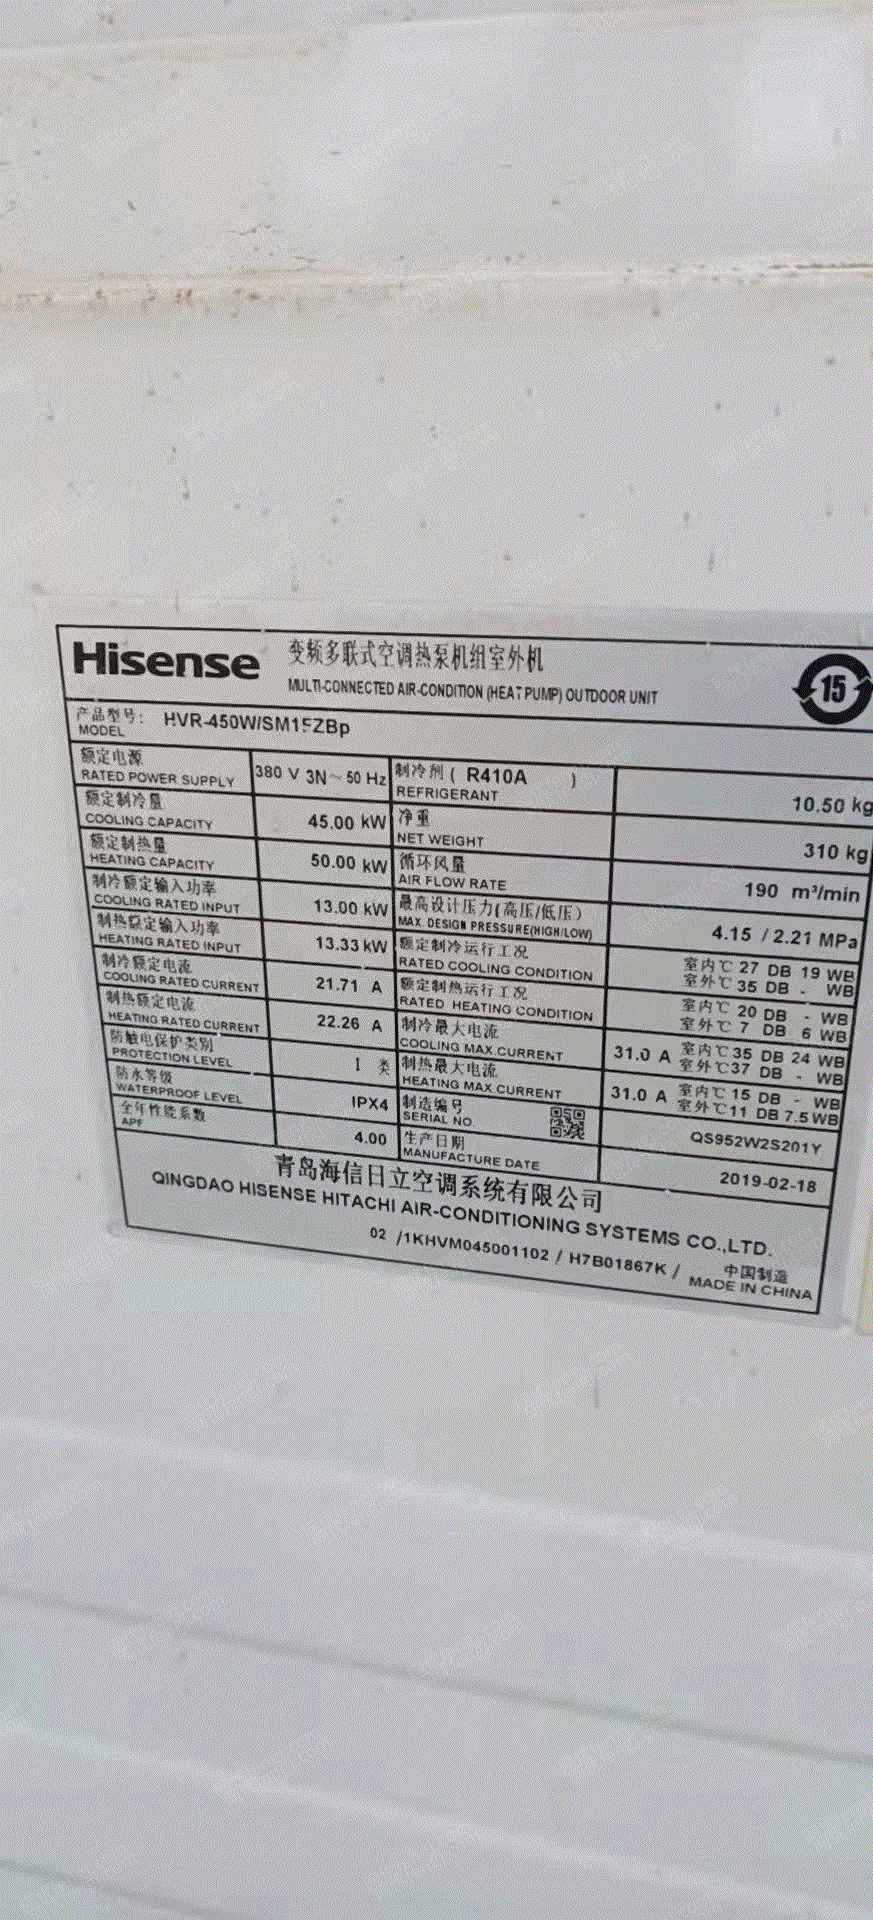 Hisense
变频多联式空调热泵机组室外机
MULTI-CONNECTED AIR-CONDITION (HEAT PUMP) OUTDOOR UNIT
15
产品型号: HVR-450W/SM1FZBp
MODEL
额定电源 RATED POWER SUPPLY 380 V 3N~50 Hz
制冷剂 ( R410A ) REFRIGERANT 10.50 kg
额定制冷量 COOLING CAPACITY 45.00 kW
净重 NET WEIGHT 310 kg
额定制热量 HEATING CAPACITY 50.00 kW
循环风量 AIR FLOW RATE 190 m³/min
制冷额定输入功率 COOLING RATED INPUT 13.00 kW
最高设计压力(高压/低压) MAX. DESIGN PRESSURE(HIGH/LOW) 4.15 / 2.21 MPa
制热额定输入功率 HEATING RATED INPUT 13.33 kW
额定制冷运行工况 RATED COOLING CONDITION 室内℃ 27 DB 19 WB
室外℃ 35 DB - WB
制冷额定电流 COOLING RATED CURRENT 21.71 A
额定制热运行工况 RATED HEATING CONDITION 室内℃ 20 DB - WB
室外℃ 7 DB 6 WB
制热额定电流 HEATING RATED CURRENT 22.26 A
制冷最大电流 COOLING MAX.CURRENT 31.0 A 室内℃ 35 DB 24 WB
室外℃ 37 DB - WB
防触电保护类别 PROTECTION LEVEL I 类
制热最大电流 HEATING MAX.CURRENT 31.0 A 室内℃ 15 DB - WB
室外℃ 11 DB 7.5 WB
防水等级 WATERPROOF LEVEL IPX4
制造编号 SERIAL NO. QS952W2S201Y
全年性能系数 APF 4.00
生产日期 MANUFACTURE DATE 2019-02-18
青岛海信日立空调系统有限公司
QINGDAO HISENSE HITACHI AIR-CONDITIONING SYSTEMS CO.,LTD.
02 /1KHVM045001102 / H7B01867K / 中国制造
MADE IN CHINA